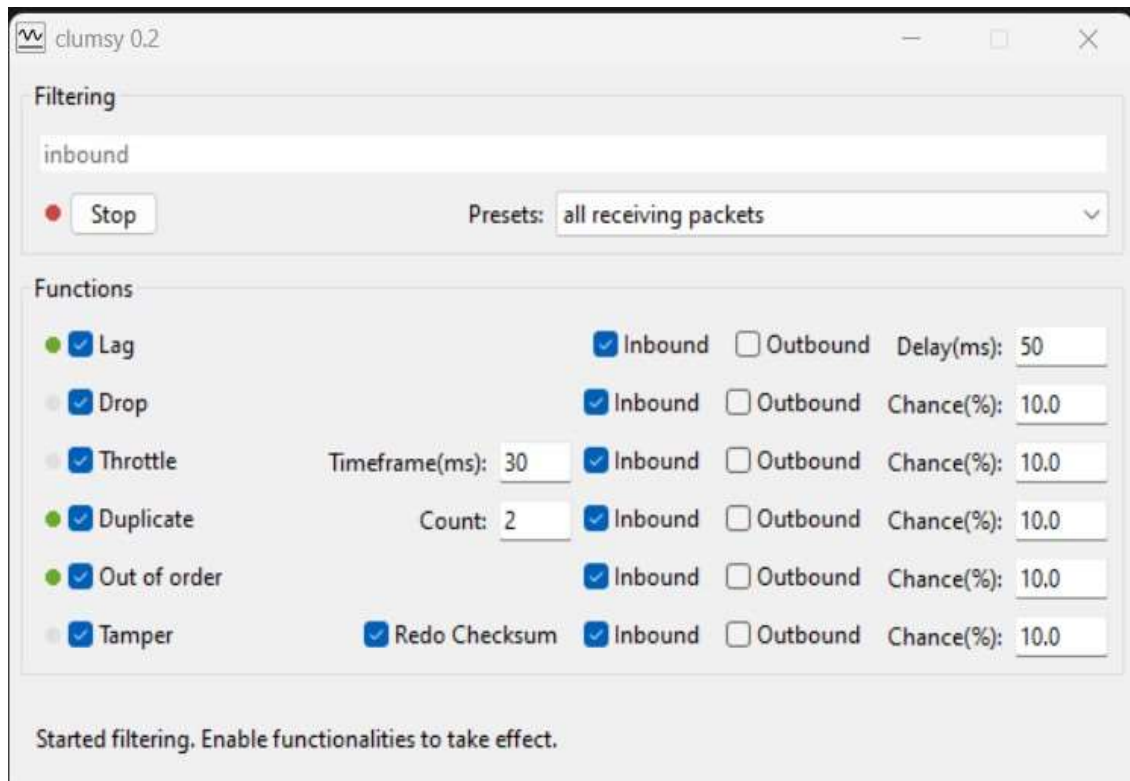 clumsy 0.2
Filtering
inbound
Stop Presets: all receiving packets
Functions
Lag Inbound Outbound Delay(ms): 50
Drop Inbound Outbound Chance(%): 10.0
Throttle Timeframe(ms): 30 Inbound Outbound Chance(%): 10.0
Duplicate Count: 2 Inbound Outbound Chance(%): 10.0
Out of order Inbound Outbound Chance(%): 10.0
Tamper Redo Checksum Inbound Outbound Chance(%): 10.0
Started filtering. Enable functionalities to take effect.